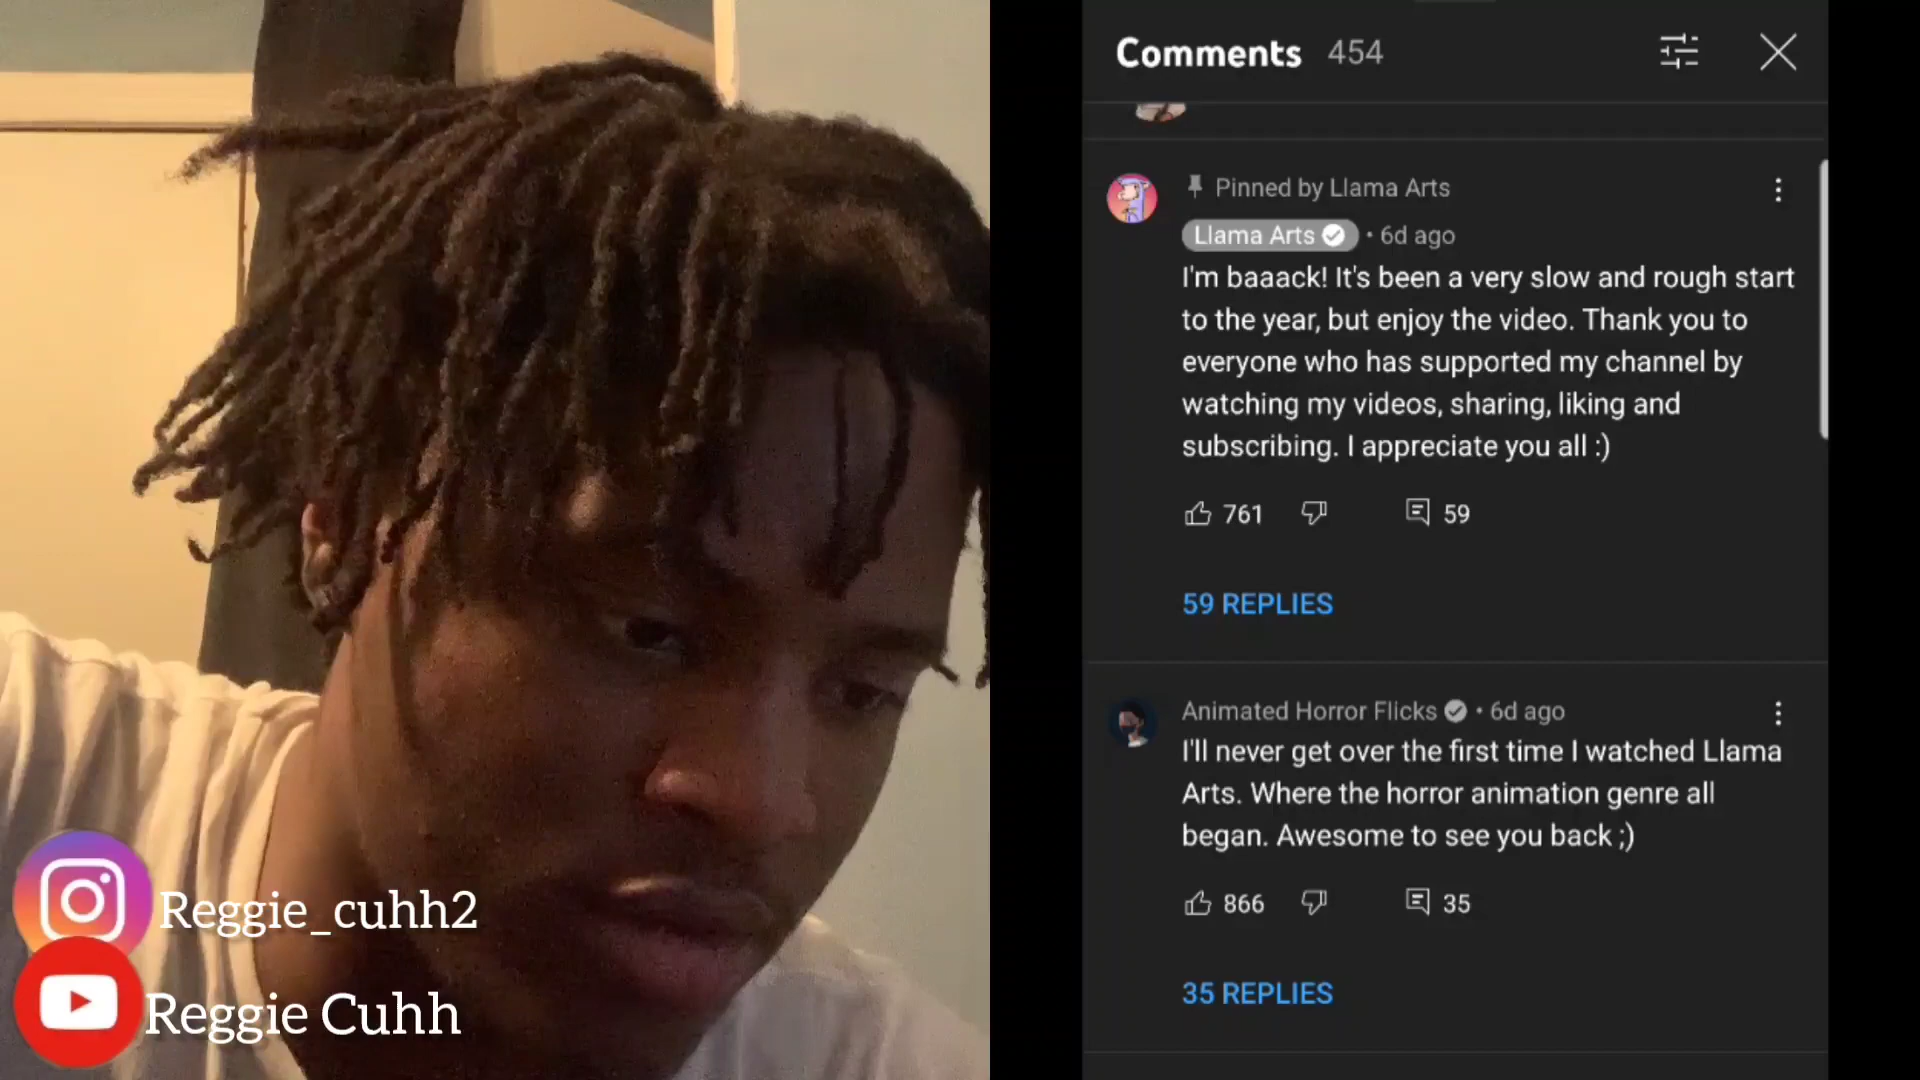 Comments 454
Pinned by Llama Arts
Llama Arts • 6d ago
I'm baaack! It's been a very slow and rough start
to the year, but enjoy the video. Thank you to
everyone who has supported my channel by
watching my videos, sharing, liking and
subscribing. I appreciate you all :)
761 59
59 REPLIES
Animated Horror Flicks • 6d ago
I'll never get over the first time I watched Llama
Arts. Where the horror animation genre all
began. Awesome to see you back ;)
866 35
35 REPLIES
Reggie_cuhh2
Reggie Cuhh